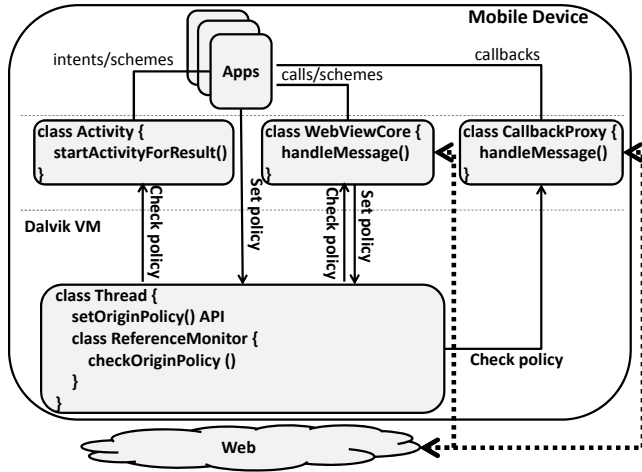 Mobile Device
intents/schemes
Apps
calls/schemes
callbacks
class Activity {
startActivityForResult()
}
class WebViewCore {
handleMessage()
}
class CallbackProxy {
handleMessage()
}
Check policy
Set policy
Check policy
Set policy
Dalvik VM
class Thread {
setOriginPolicy() API
class ReferenceMonitor {
checkOriginPolicy ()
}
}
Check policy
Web